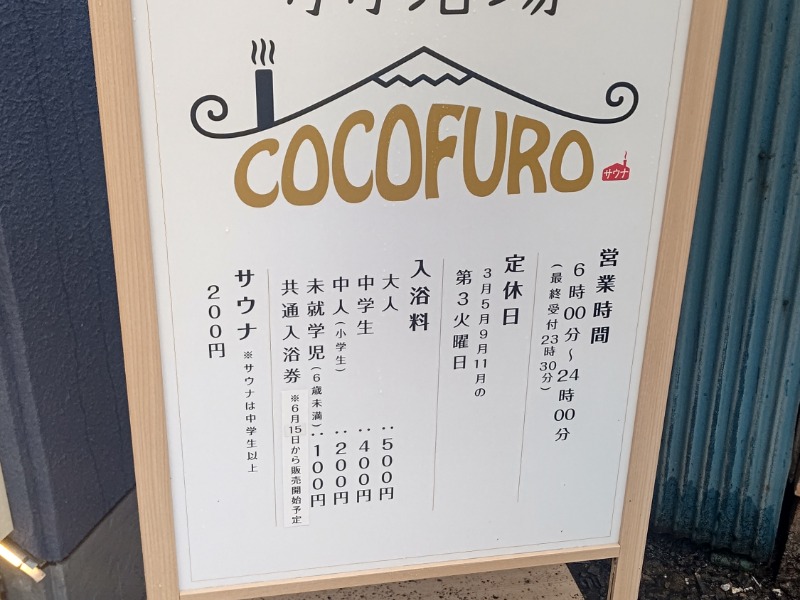 COCOFURO
サウナ
営業時間
6時00分～24時00分
(最終受付23時30分)
定休日
3月5月9月11月の
第3火曜日
入浴料
大人 : 500円
中学生 : 400円
中人(小学生) : 200円
未就学児(6歳未満) : 100円
共通入浴券 ※6月15日から販売開始予定
サウナ ※サウナは中学生以上
200円